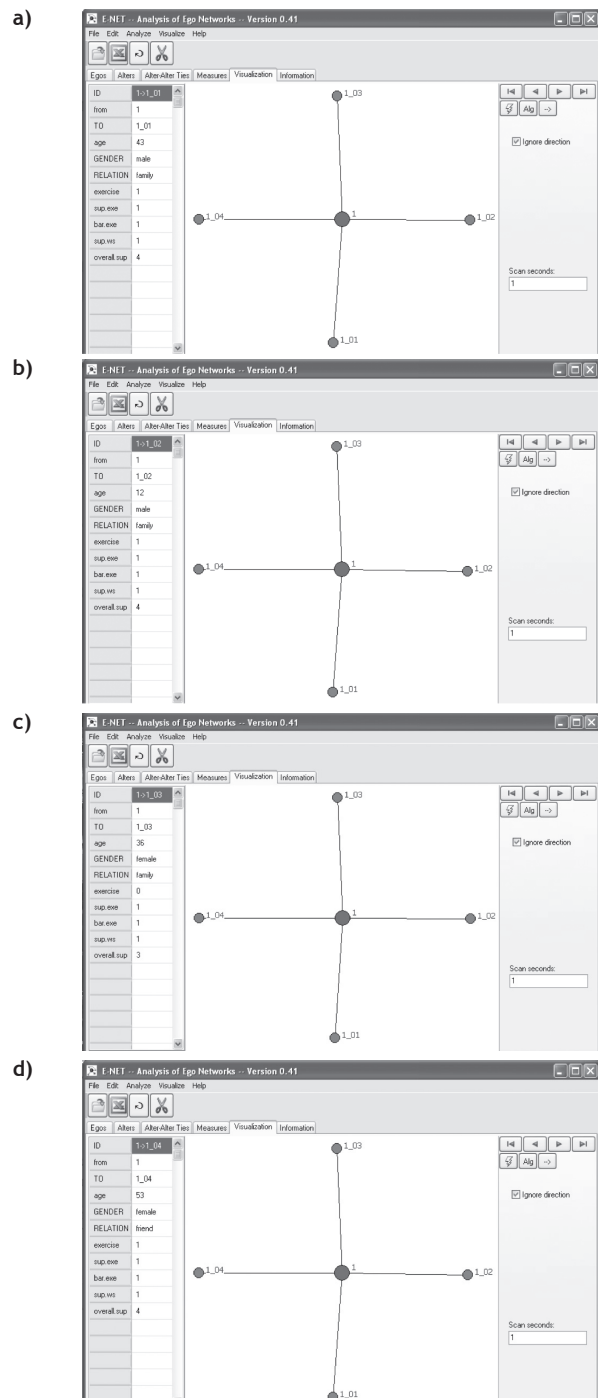 a)
E-NET -- Analysis of Ego Networks -- Version 0.41
File Edit Analyze Visualize Help
Egos Alters Alter-Alter Ties Measures Visualization Information
ID 1->1_01
from 1
TO 1_01
age 43
GENDER male
RELATION family
exercise 1
sup.exe 1
bar.exe 1
sup.ws 1
overall.sup 4
1_03
1_04
1
1_02
1_01
Alg -->
Ignore direction
Scan seconds:
1
b)
E-NET -- Analysis of Ego Networks -- Version 0.41
File Edit Analyze Visualize Help
Egos Alters Alter-Alter Ties Measures Visualization Information
ID 1->1_02
from 1
TO 1_02
age 12
GENDER male
RELATION family
exercise 1
sup.exe 1
bar.exe 1
sup.ws 1
overall.sup 4
1_03
1_04
1
1_02
1_01
Alg -->
Ignore direction
Scan seconds:
1
c)
E-NET -- Analysis of Ego Networks -- Version 0.41
File Edit Analyze Visualize Help
Egos Alters Alter-Alter Ties Measures Visualization Information
ID 1->1_03
from 1
TO 1_03
age 36
GENDER female
RELATION family
exercise 0
sup.exe 1
bar.exe 1
sup.ws 1
overall.sup 3
1_03
1_04
1
1_02
1_01
Alg -->
Ignore direction
Scan seconds:
1
d)
E-NET -- Analysis of Ego Networks -- Version 0.41
File Edit Analyze Visualize Help
Egos Alters Alter-Alter Ties Measures Visualization Information
ID 1->1_04
from 1
TO 1_04
age 53
GENDER female
RELATION friend
exercise 1
sup.exe 1
bar.exe 1
sup.ws 1
overall.sup 4
1_03
1_04
1
1_02
1_01
Alg -->
Ignore direction
Scan seconds:
1